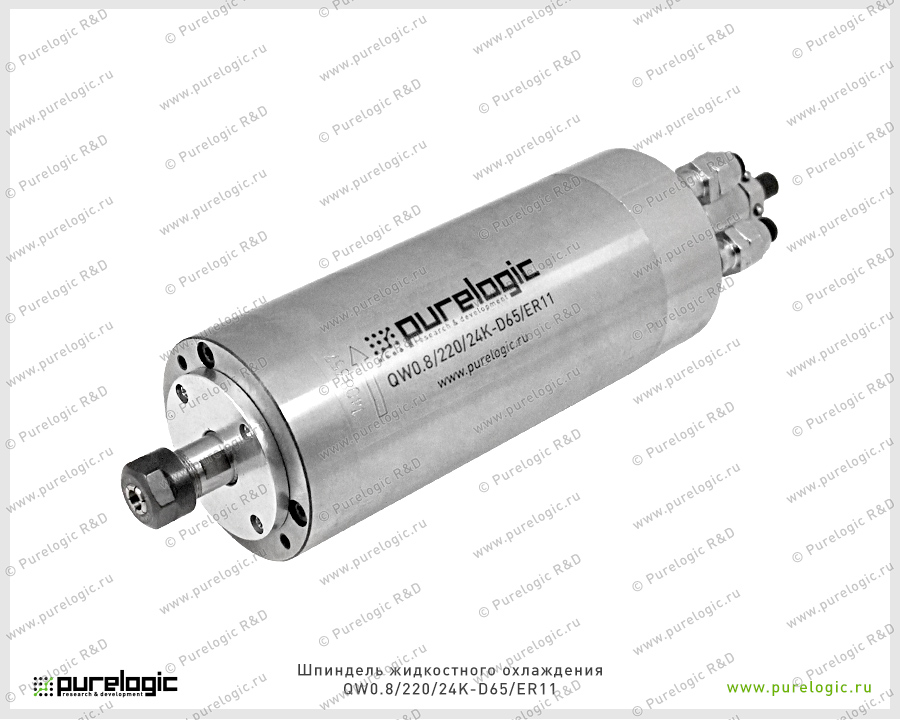 purelogic
research & development
QW0.8/220/24K-D65/ER11
www.purelogic.ru
purelogic
research & development
Шпиндель жидкостного охлаждения
QW0.8/220/24K-D65/ER11
www.purelogic.ru
© Purelogic R&D
www.purelogic.ru